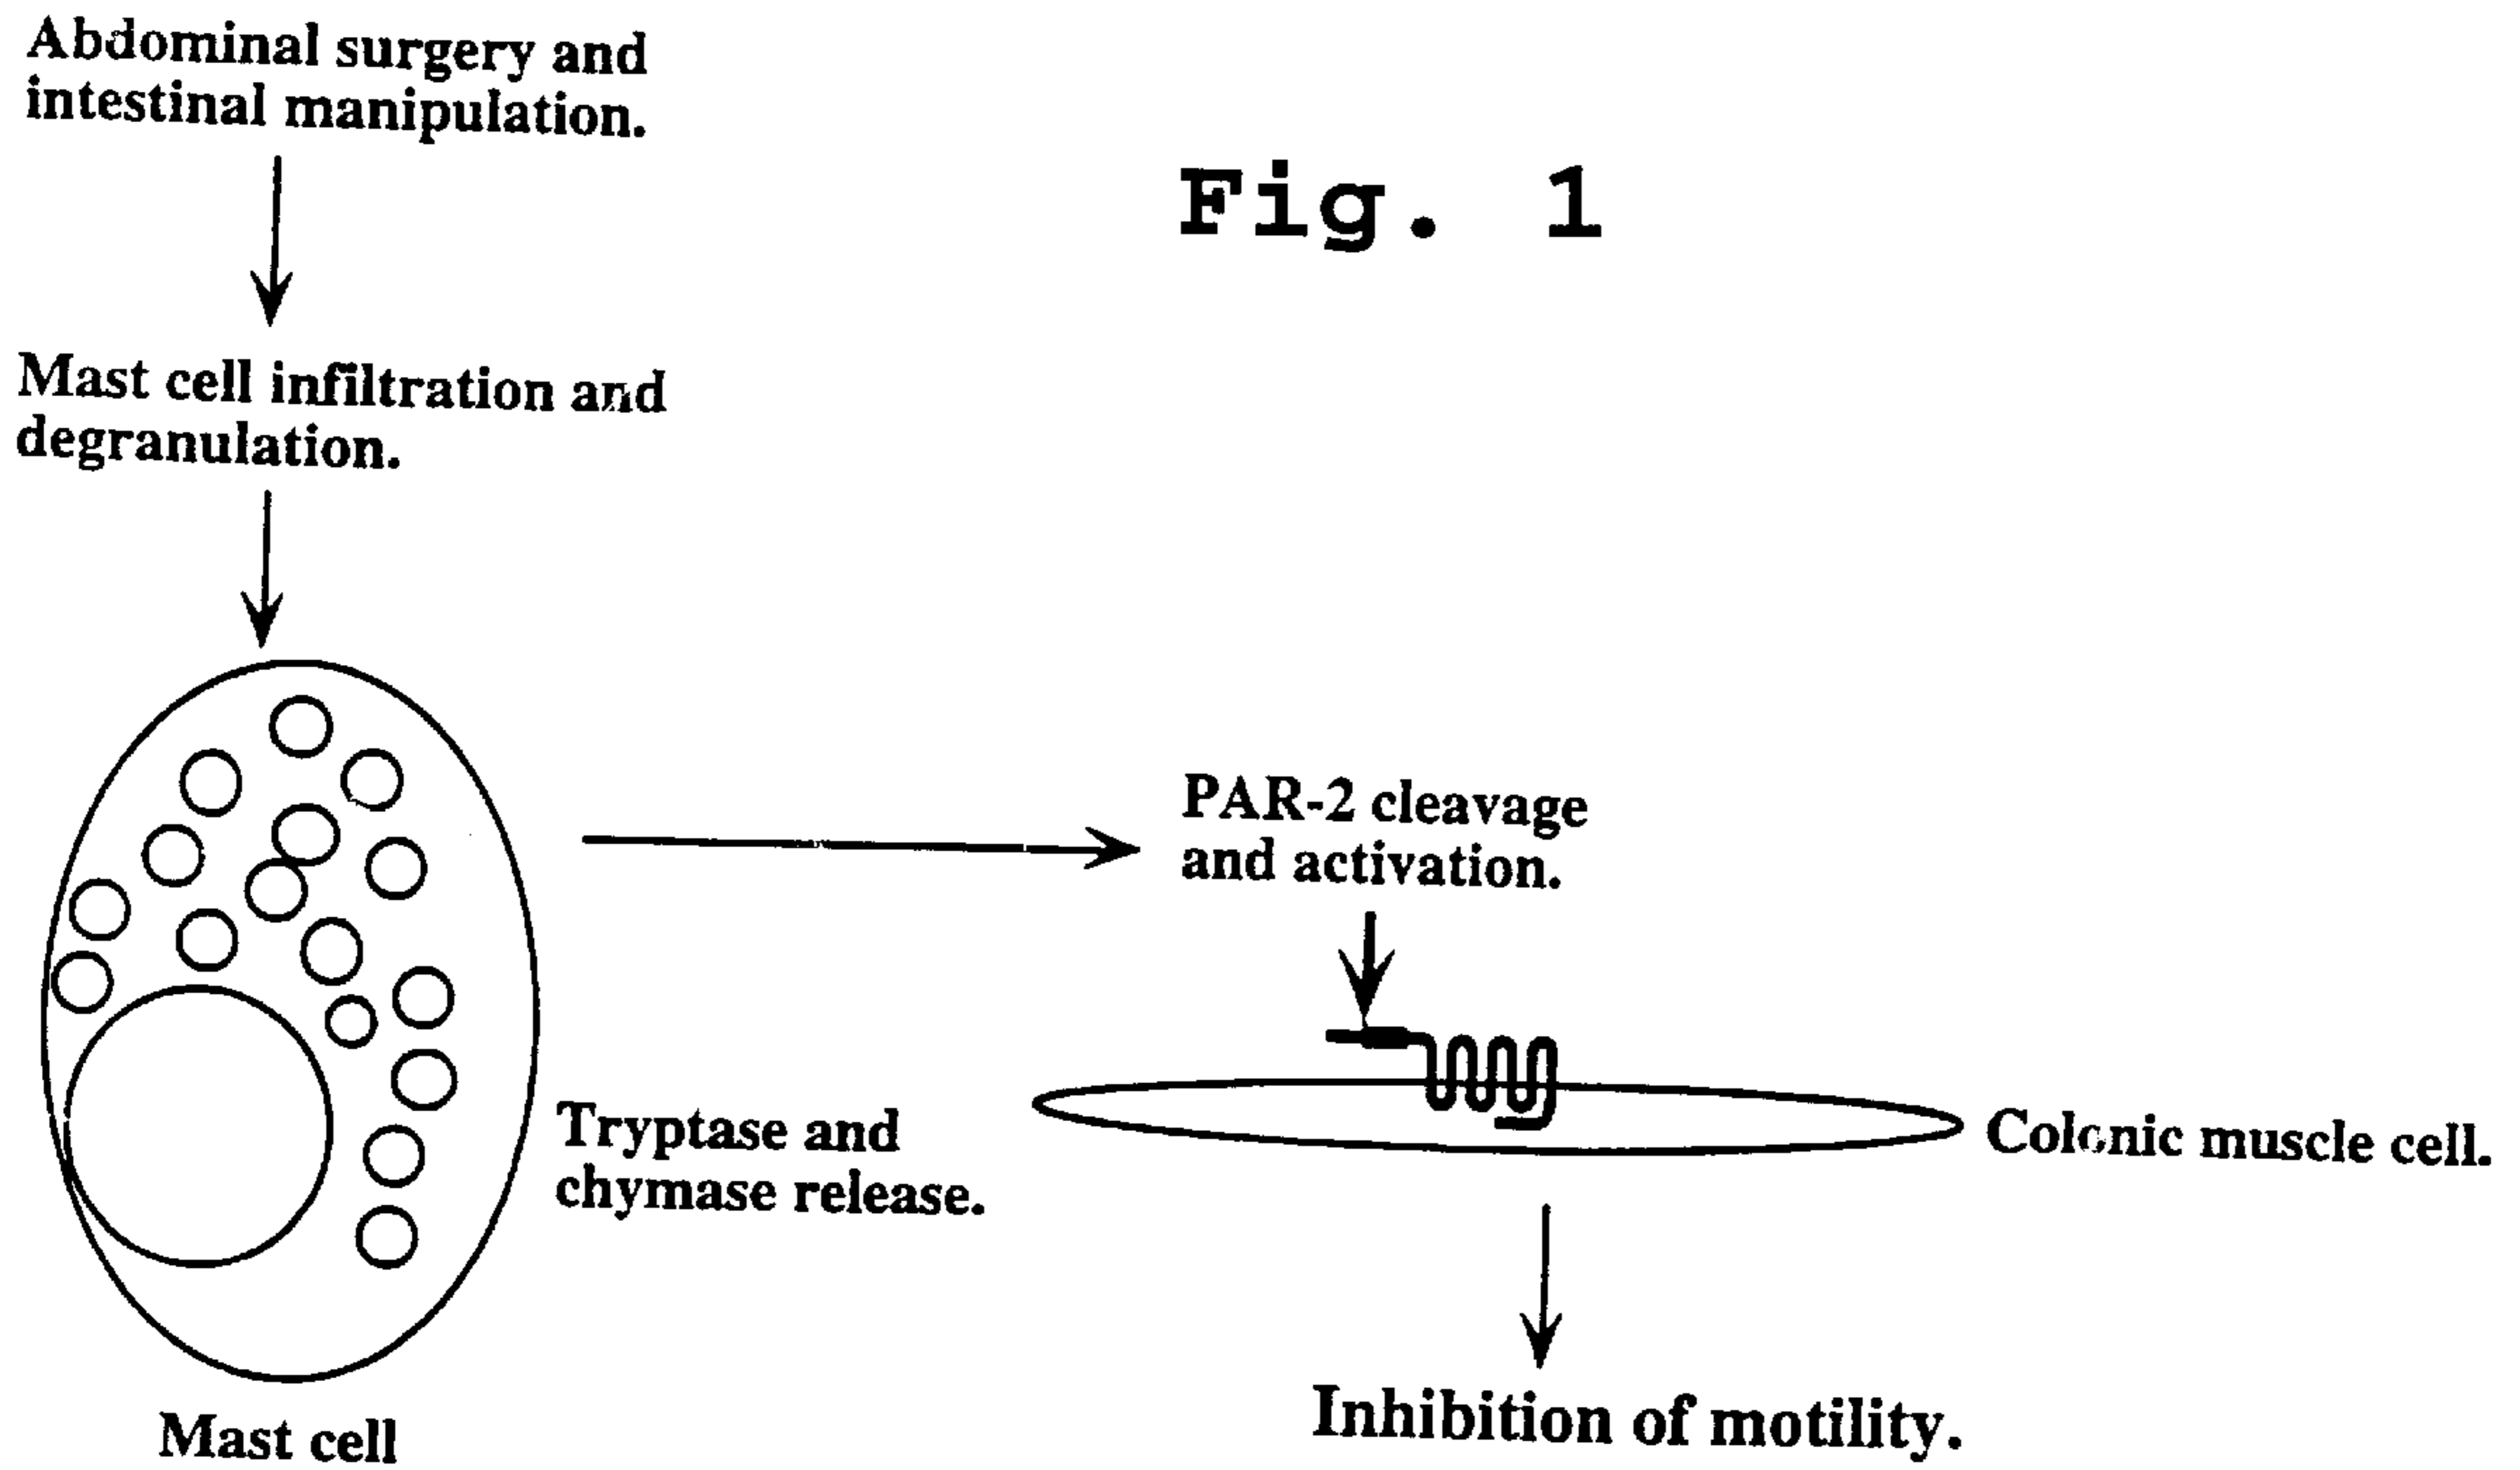 Abdominal surgery and
intestinal manipulation.
Fig. 1
Mast cell infiltration and
degranulation.
PAR-2 cleavage
and activation.
Tryptase and
chymase release.
Colonic muscle cell.
Inhibition of motility.
Mast cell